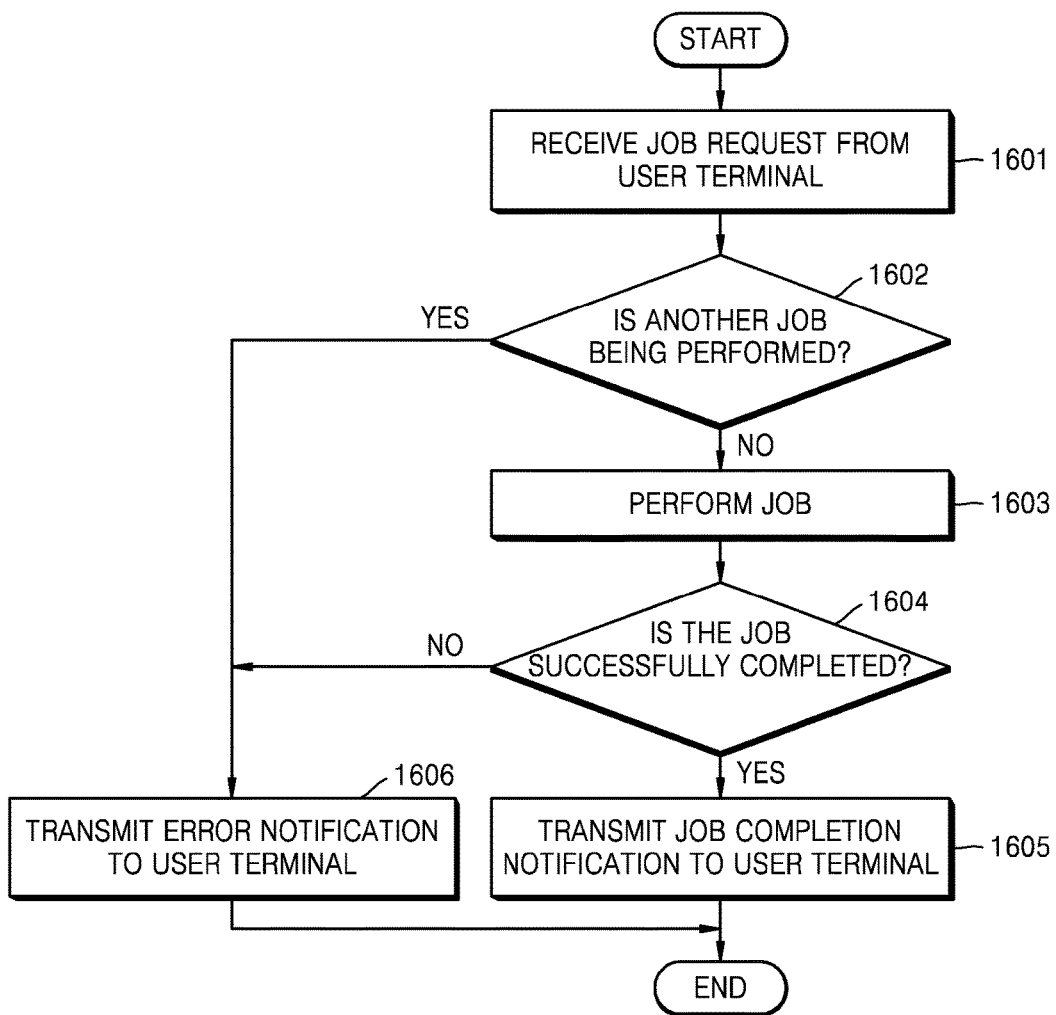 START
RECEIVE JOB REQUEST FROM
USER TERMINAL
1601
1602
IS ANOTHER JOB
BEING PERFORMED?
YES
NO
PERFORM JOB
1603
1604
IS THE JOB
SUCCESSFULLY COMPLETED?
NO
YES
1606
TRANSMIT ERROR NOTIFICATION
TO USER TERMINAL
TRANSMIT JOB COMPLETION
NOTIFICATION TO USER TERMINAL
1605
END